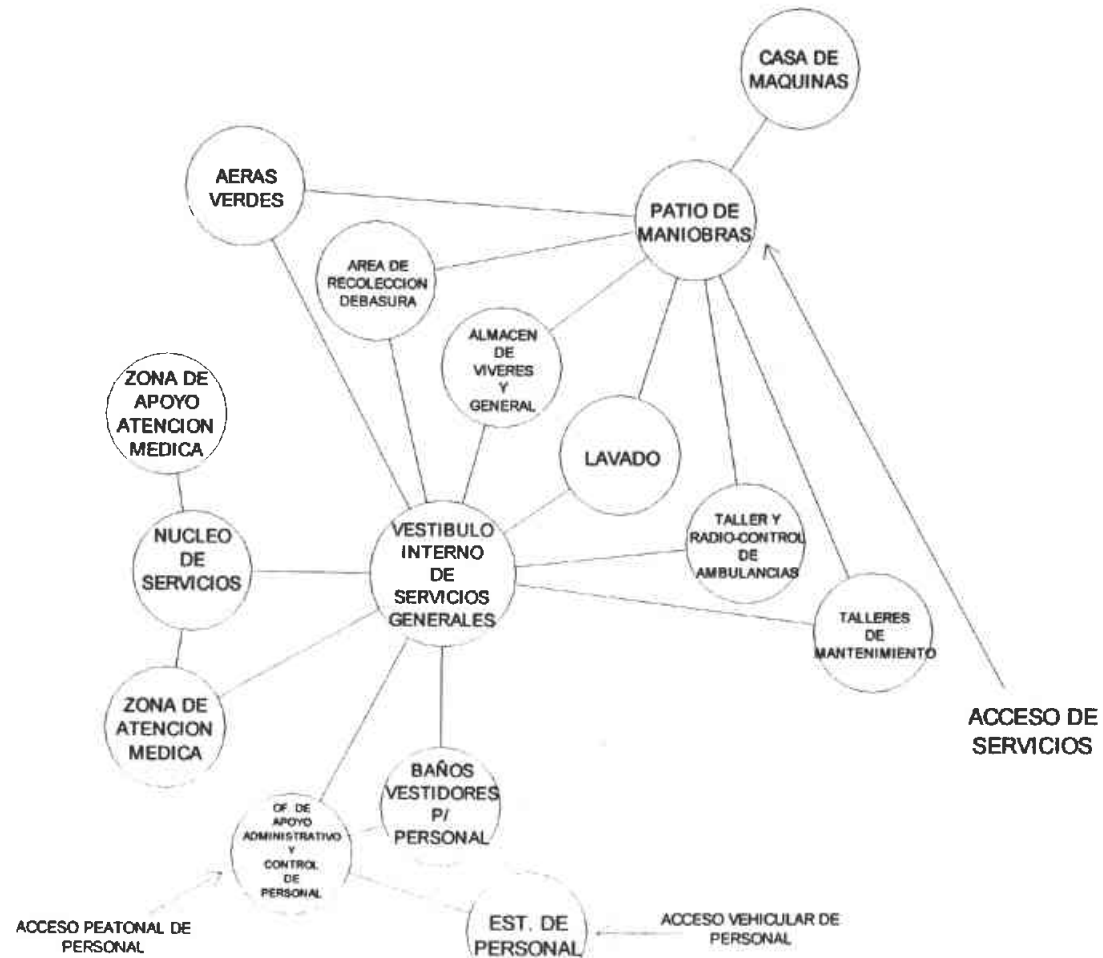 CASA DE
MAQUINAS
AERAS
VERDES
PATIO DE
MANIOBRAS
AREA DE
RECOLECCION
DEBASURA
ALMACEN
DE
VIVERES
Y
GENERAL
ZONA DE
APOYO
ATENCION
MEDICA
LAVADO
NUCLEO
DE
SERVICIOS
VESTIBULO
INTERNO
DE
SERVICIOS
GENERALES
TALLER Y
RADIO-CONTROL
DE
AMBULANCIAS
TALLERES
DE
MANTENIMIENTO
ZONA DE
ATENCION
MEDICA
ACCESO DE
SERVICIOS
BAÑOS
VESTIDORES
P/
PERSONAL
OF. DE
APOYO
ADMINISTRATIVO
Y
CONTROL
DE
PERSONAL
ACCESO PEATONAL DE
PERSONAL
EST. DE
PERSONAL
ACCESO VEHICULAR DE
PERSONAL